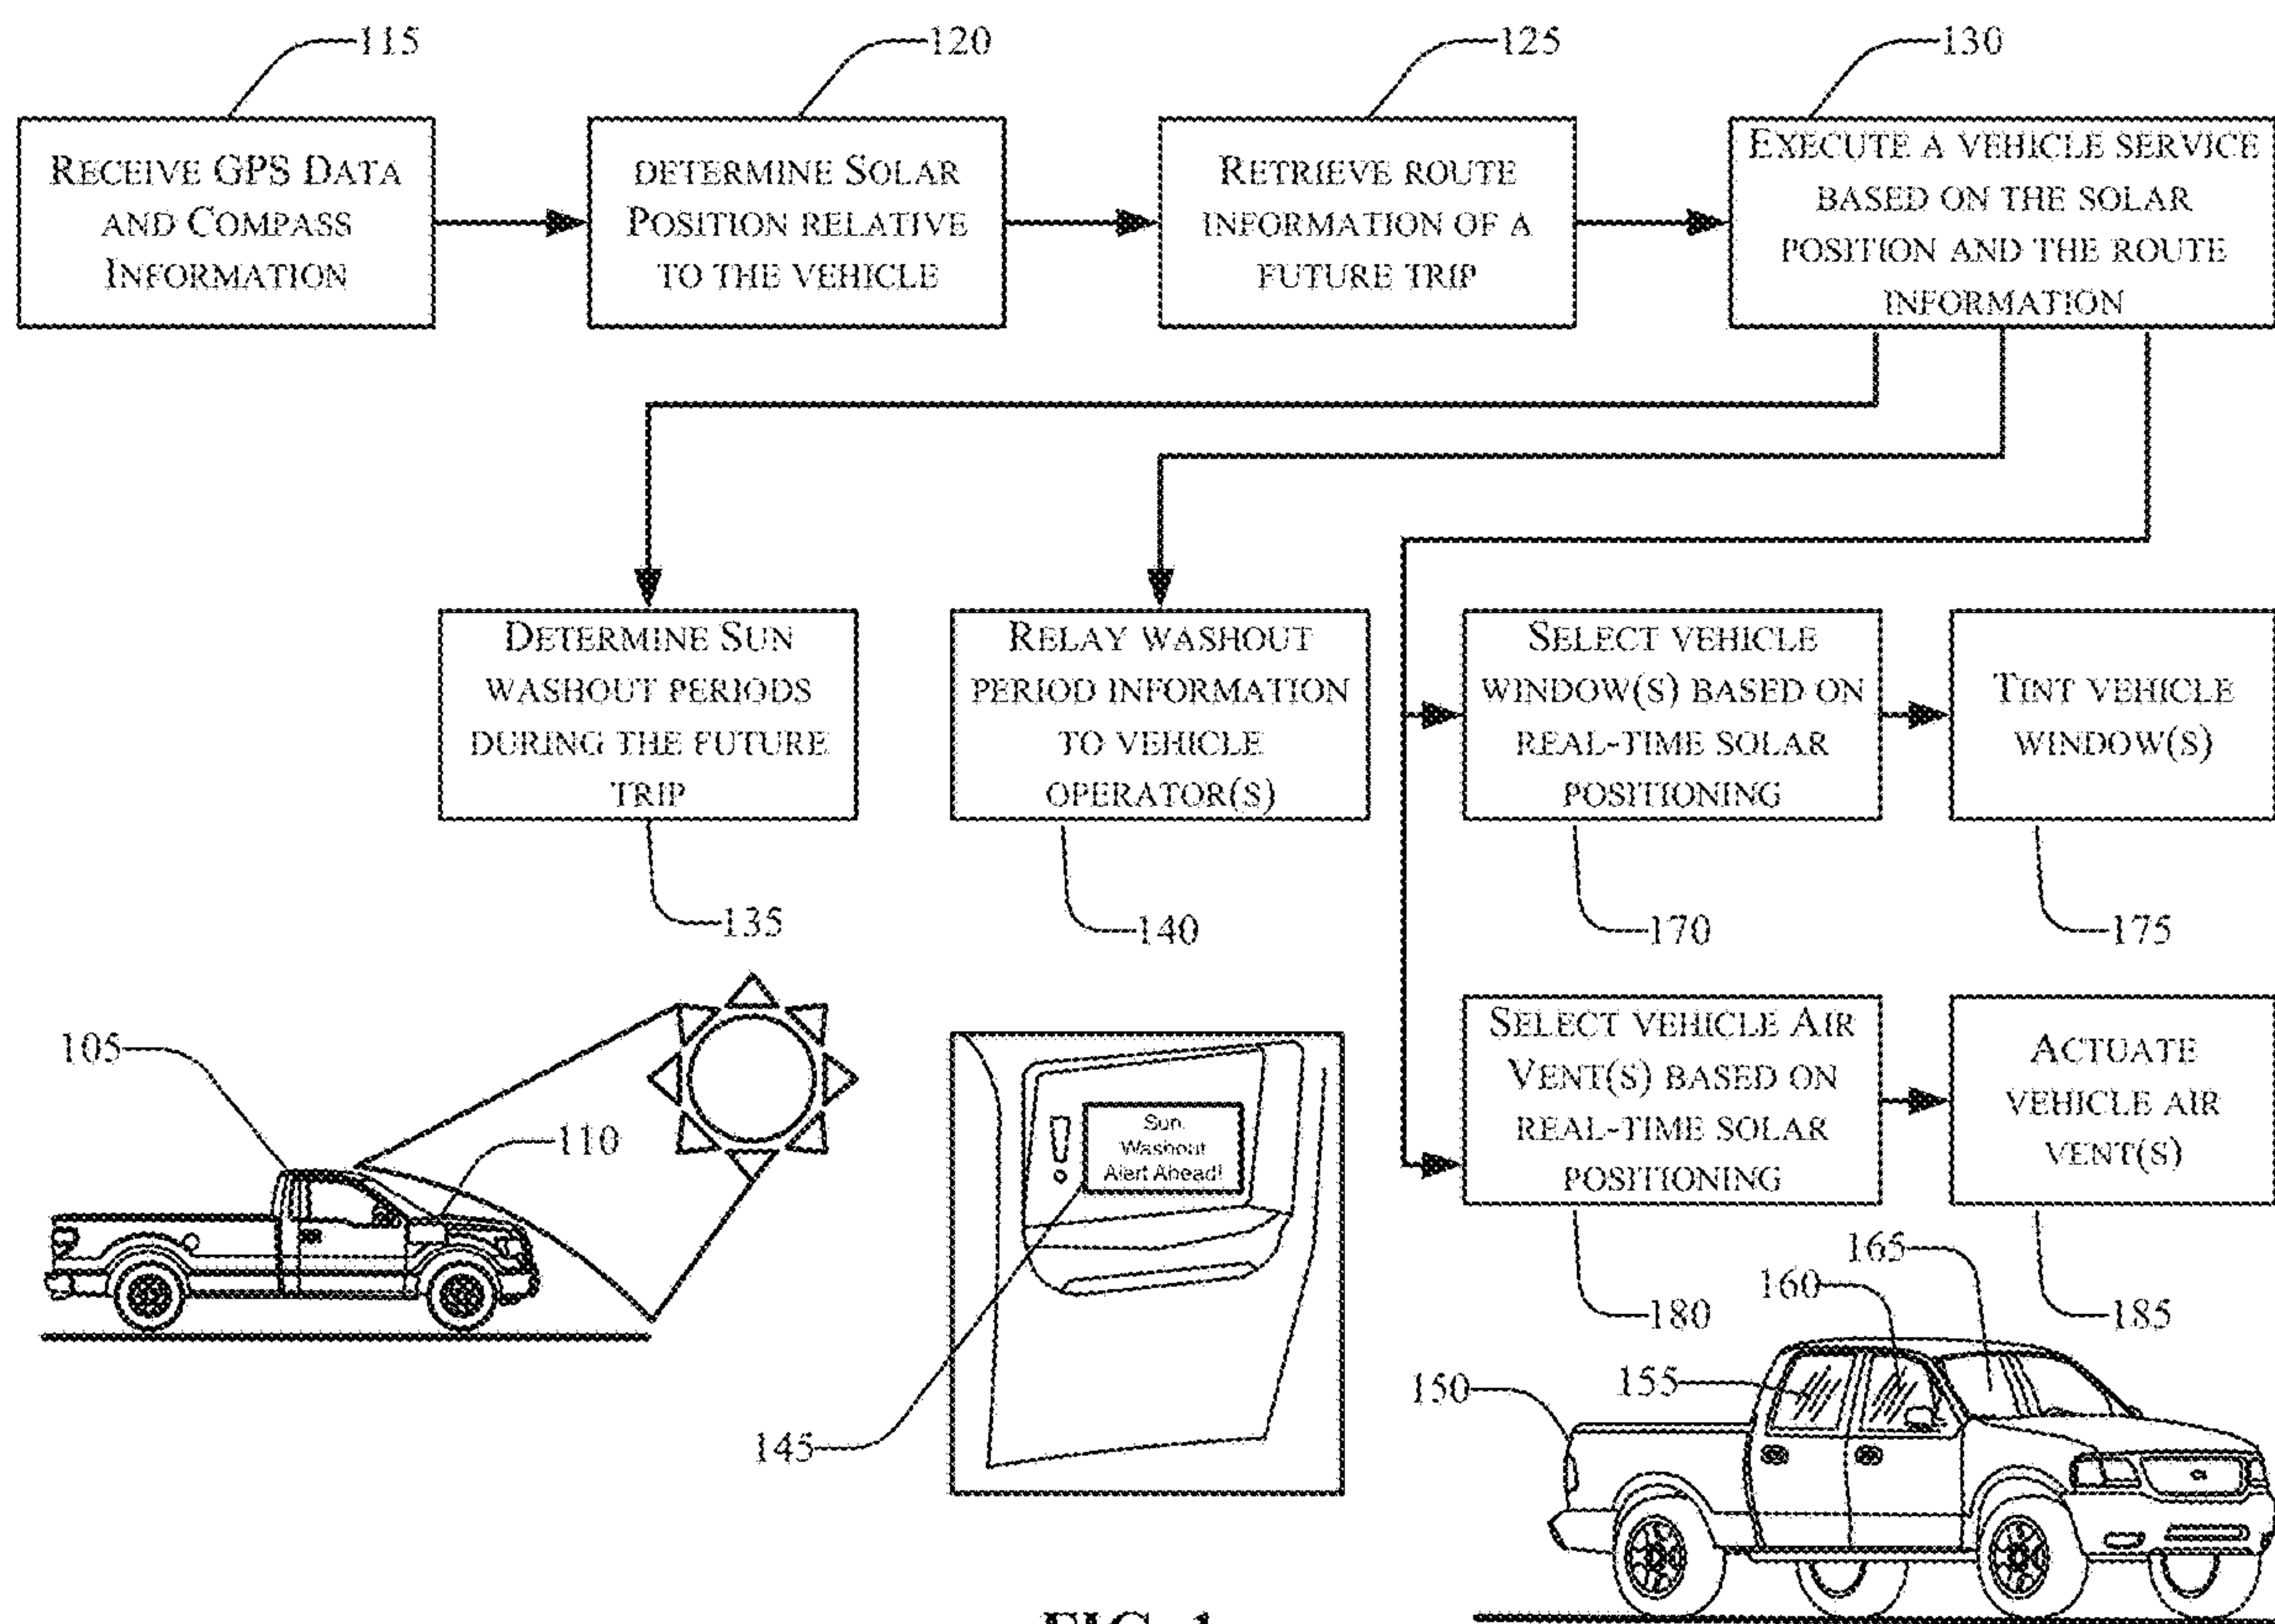 115
120
125
130
RECEIVE GPS DATA
AND COMPASS
INFORMATION
DETERMINE SOLAR
POSITION RELATIVE
TO THE VEHICLE
RETRIEVE ROUTE
INFORMATION OF A
FUTURE TRIP
EXECUTE A VEHICLE SERVICE
BASED ON THE SOLAR
POSITION AND THE ROUTE
INFORMATION
DETERMINE SUN
WASHOUT PERIODS
DURING THE FUTURE
TRIP
RELAY WASHOUT
PERIOD INFORMATION
TO VEHICLE
OPERATOR(S)
SELECT VEHICLE
WINDOW(S) BASED ON
REAL-TIME SOLAR
POSITIONING
TINT VEHICLE
WINDOW(S)
135
140
170
175
105
110
Sun
Washout
Alert Ahead!
145
SELECT VEHICLE AIR
VENT(S) BASED ON
REAL-TIME SOLAR
POSITIONING
ACTUATE
VEHICLE AIR
VENT(S)
180
185
165
160
155
150
FIG. 1